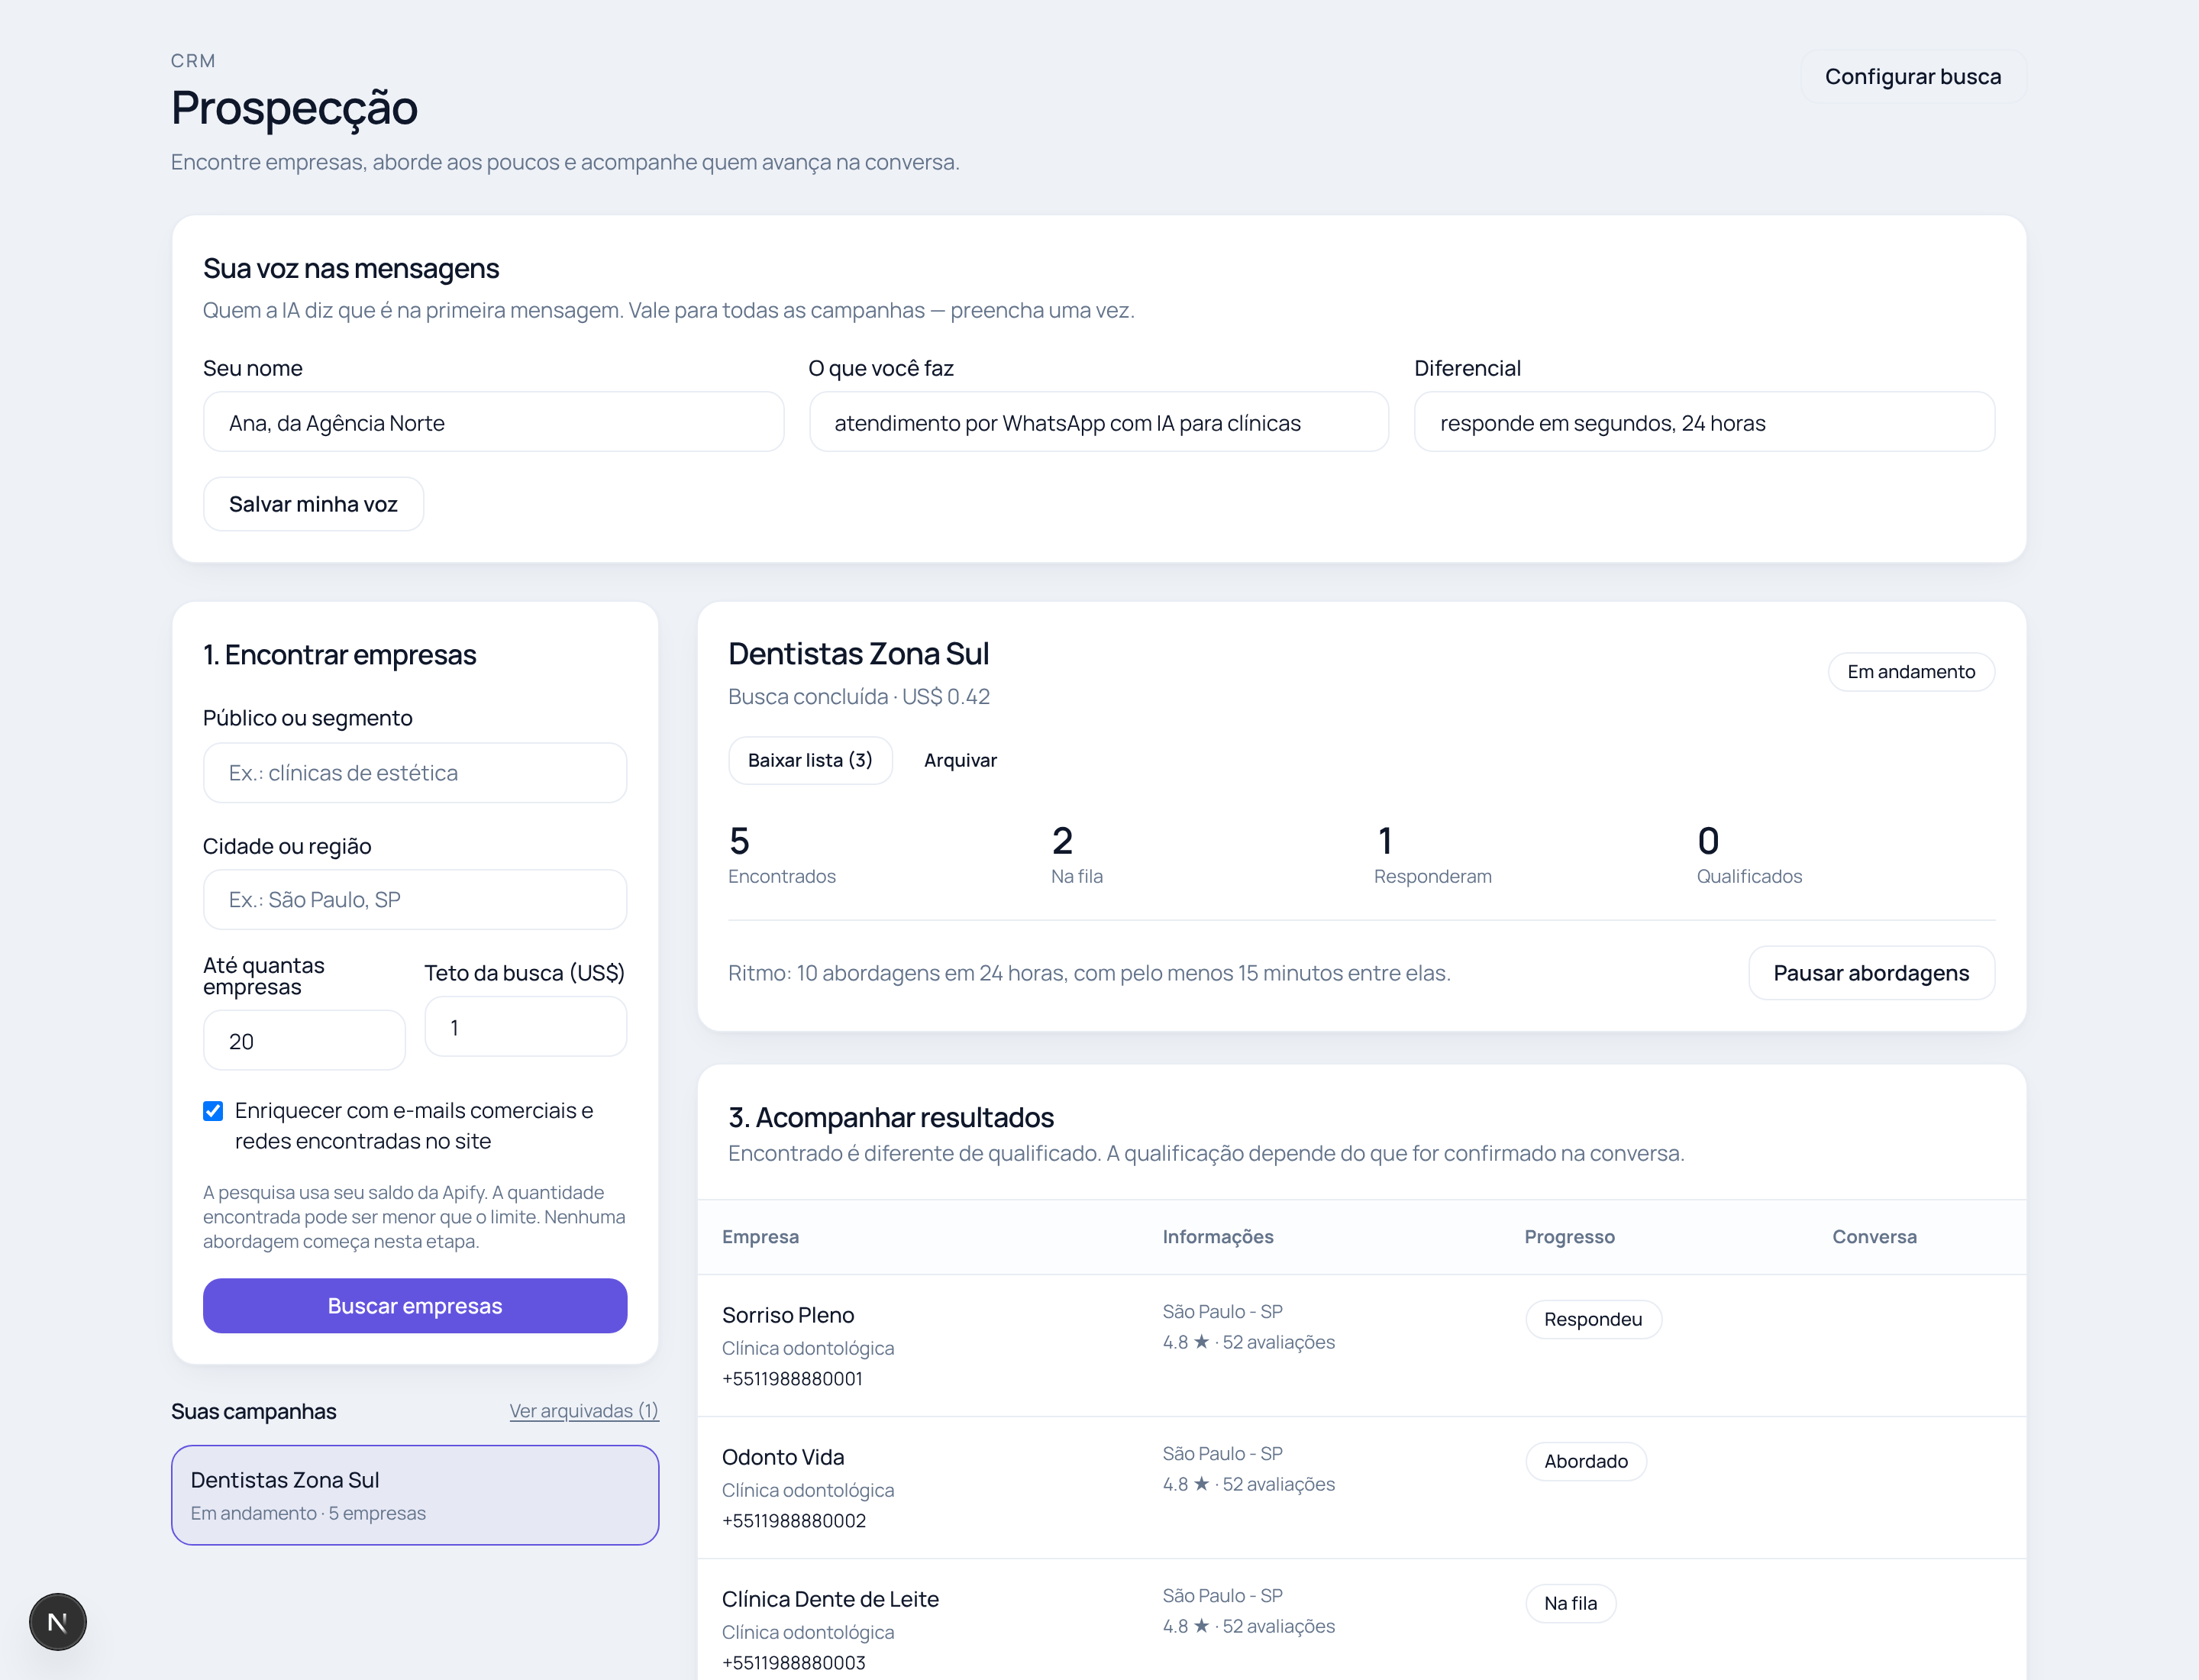 CRM
Prospecção
Configurar busca
Encontre empresas, aborde aos poucos e acompanhe quem avança na conversa.
Sua voz nas mensagens
Quem a IA diz que é na primeira mensagem. Vale para todas as campanhas — preencha uma vez.
Seu nome
O que você faz
Diferencial
Ana, da Agência Norte
atendimento por WhatsApp com IA para clínicas
responde em segundos, 24 horas
Salvar minha voz
1. Encontrar empresas
Público ou segmento
Ex.: clínicas de estética
Cidade ou região
Ex.: São Paulo, SP
Até quantas
empresas
Teto da busca (US$)
20
1
Enriquecer com e-mails comerciais e
redes encontradas no site
A pesquisa usa seu saldo da Apify. A quantidade
encontrada pode ser menor que o limite. Nenhuma
abordagem começa nesta etapa.
Buscar empresas
Suas campanhas
Ver arquivadas (1)
Dentistas Zona Sul
Em andamento · 5 empresas
Dentistas Zona Sul
Busca concluída · US$ 0.42
Em andamento
Baixar lista (3)
Arquivar
5
Encontrados
2
Na fila
1
Responderam
0
Qualificados
Ritmo: 10 abordagens em 24 horas, com pelo menos 15 minutos entre elas.
Pausar abordagens
3. Acompanhar resultados
Encontrado é diferente de qualificado. A qualificação depende do que for confirmado na conversa.
Empresa
Informações
Progresso
Conversa
Sorriso Pleno
Clínica odontológica
+5511988880001
São Paulo - SP
4.8 ★ · 52 avaliações
Respondeu
Odonto Vida
Clínica odontológica
+5511988880002
São Paulo - SP
4.8 ★ · 52 avaliações
Abordado
Clínica Dente de Leite
Clínica odontológica
+5511988880003
São Paulo - SP
4.8 ★ · 52 avaliações
Na fila
N